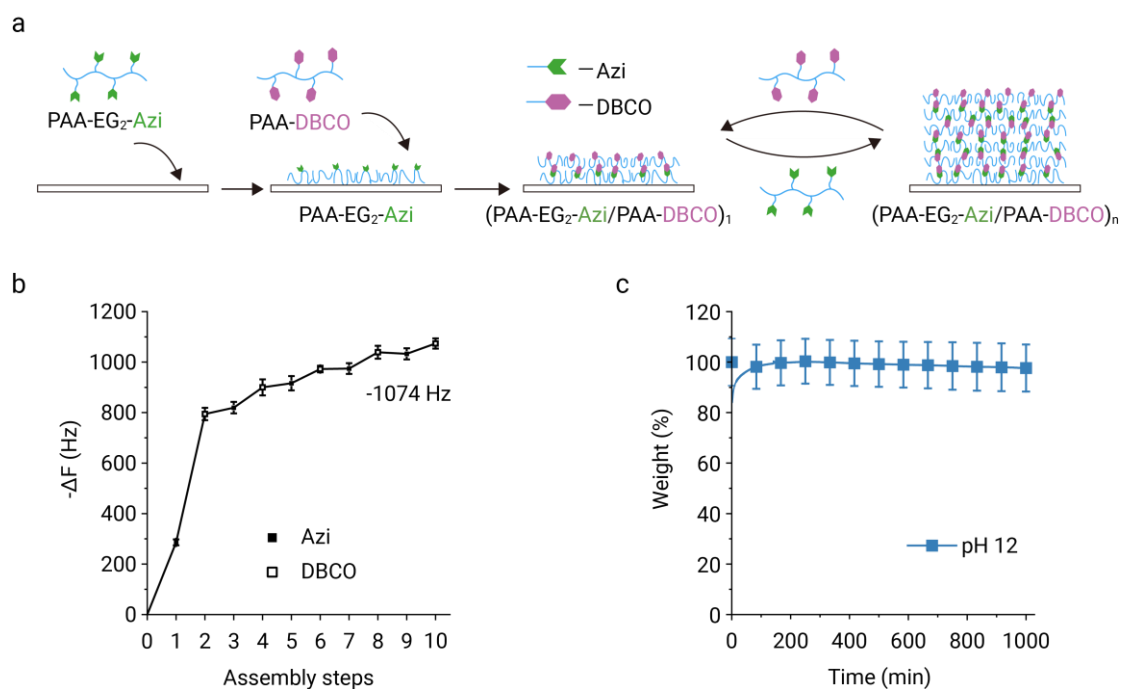 a
PAA-EG₂-Azi
PAA-DBCO
Azi
DBCO
PAA-EG₂-Azi
(PAA-EG₂-Azi/PAA-DBCO)₁
(PAA-EG₂-Azi/PAA-DBCO)ₙ
b
1200
1000
800
600
400
200
0
-ΔF (Hz)
-1074 Hz
Azi
DBCO
0 1 2 3 4 5 6 7 8 9 10
Assembly steps
c
120
100
80
60
40
20
0
Weight (%)
pH 12
0 200 400 600 800 1000
Time (min)